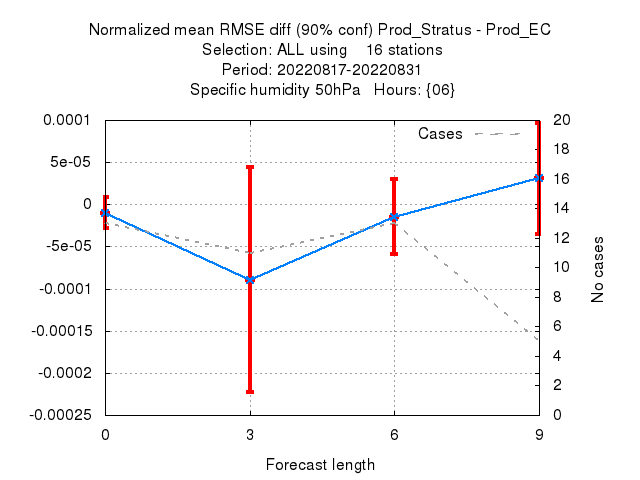 Normalized mean RMSE diff (90% conf) Prod_Stratus - Prod_EC
Selection: ALL using 16 stations
Period: 20220817-20220831
Specific humidity 50hPa Hours: {06}
Cases
0.0001
5e-05
0
-5e-05
-0.0001
-0.00015
-0.0002
-0.00025
20
18
16
14
12
10
8
6
4
2
0
No cases
0 3 6 9
Forecast length